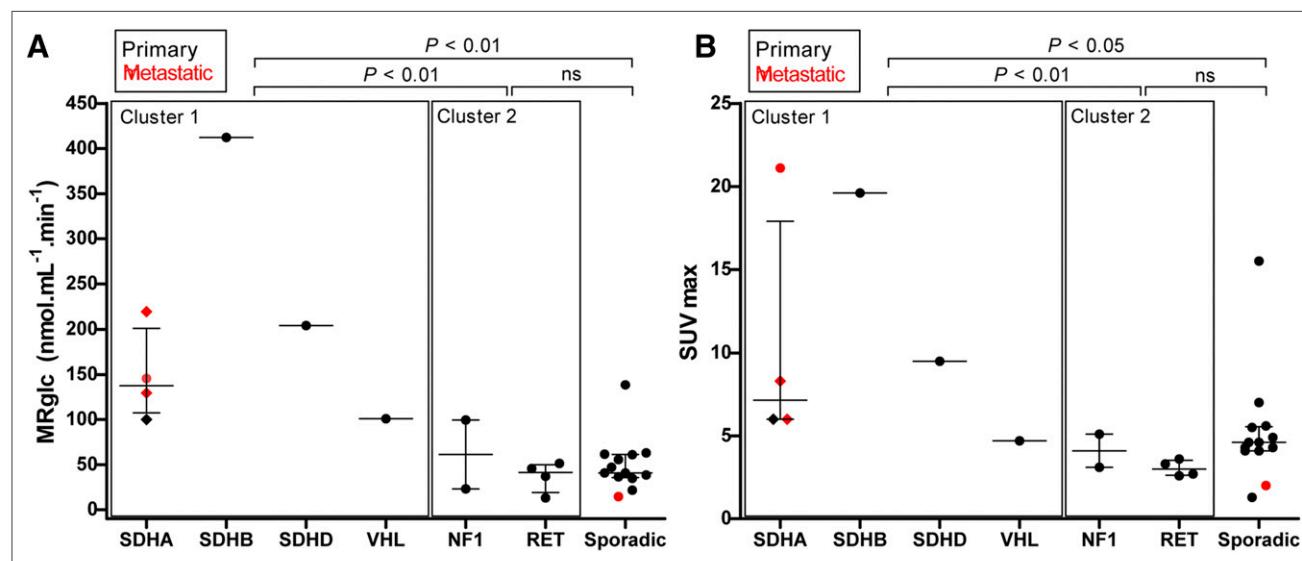 A
Primary
Metastatic
P < 0.01
P < 0.01
ns
Cluster 1
Cluster 2
MRglc (nmol.mL⁻¹.min⁻¹)
450
400
350
300
250
200
150
100
50
0
SDHA SDHB SDHD VHL NF1 RET Sporadic
B
Primary
Metastatic
P < 0.05
P < 0.01
ns
Cluster 1
Cluster 2
SUV max
25
20
15
10
5
0
SDHA SDHB SDHD VHL NF1 RET Sporadic